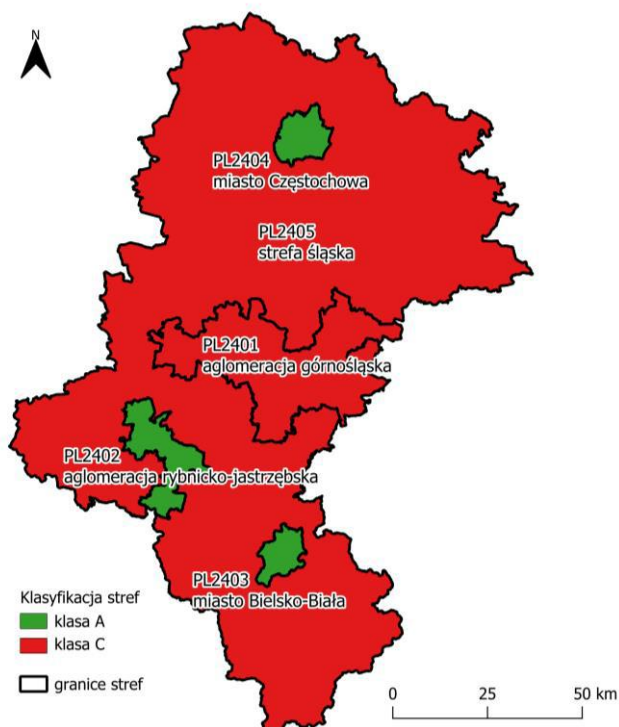 N
PL2404
miasto Częstochowa
PL2405
strefa śląska
PL2401
aglomeracja górnośląska
PL2402
aglomeracja rybnicko-jastrzębska
PL2403
miasto Bielsko-Biała
Klasyfikacja stref
klasa A
klasa C
granice stref
0 25 50 km